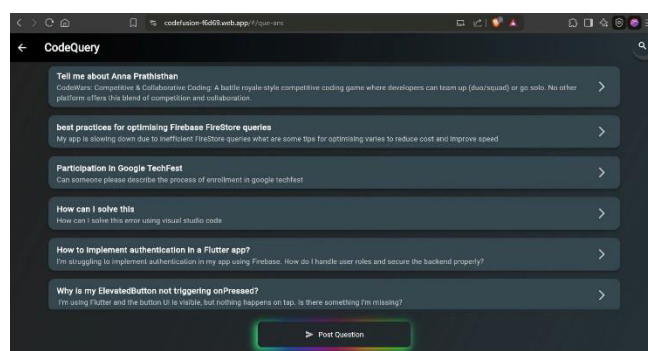 codefusion-f6d69.web.app/#/que-ans
CodeQuery
Tell me about Anna Prathisthan
CodeWars: Competitive & Collaborative Coding: A battle royale-style competitive coding game where developers can team up (duo/squad) or go solo. No other
platform offers this blend of competition and collaboration.
best practices for optimising Firebase FireStore queries
My app is slowing down due to inefficient FireStore queries what are some tips for optimising varies to reduce cost and improve speed
Participation in Google TechFest
Can someone please describe the process of enrollment in google techfest
How can I solve this
How can I solve this error using visual studio code
How to implement authentication in a Flutter app?
I'm struggling to implement authentication in my app using Firebase. How do I handle user roles and secure the backend properly?
Why is my ElevatedButton not triggering onPressed?
I'm using Flutter and the button UI is visible, but nothing happens on tap. Is there something I'm missing?
Post Question